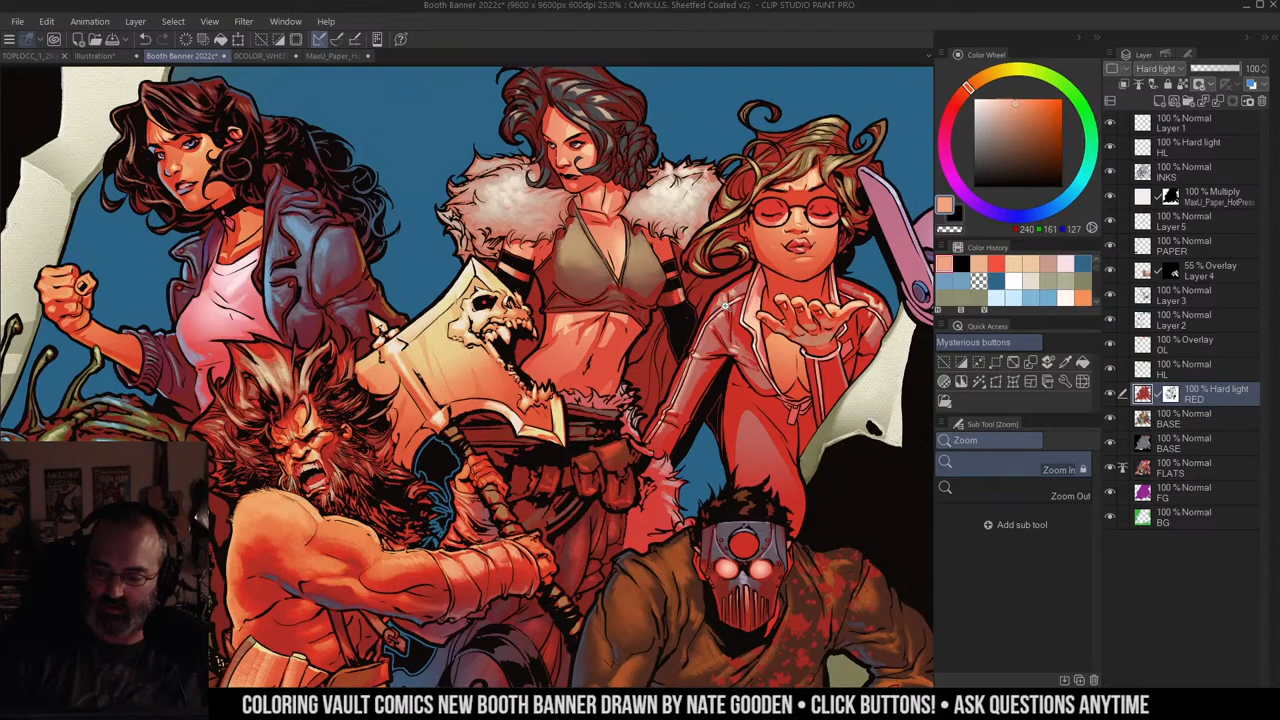 Booth Banner 2022c* (9600 x 9600px 600dpi 25.0% : CMYK:U.S. Sheetfed Coated v2) - CLIP STUDIO PAINT PRO
File Edit Animation Layer Select View Filter Window Help
TOPLOCC_1_29 Illustration* Booth Banner 2022c* 0COLOR_WHEE MaxU_Paper_H
Color Wheel
240 161 127
Color History
H S V
Quick Access
Mysterious buttons
Sub Tool [Zoom]
Zoom
Zoom In
Zoom Out
Add sub tool
Layer
Hard light 100
100 % Normal
Layer 1
100 % Hard light
HL
100 % Normal
INKS
100 % Multiply
MaxU_Paper_HotPress
100 % Normal
Layer 5
100 % Normal
PAPER
55 % Overlay
Layer 4
100 % Normal
Layer 3
100 % Normal
Layer 2
100 % Overlay
OL
100 % Normal
HL
100 % Hard light
RED
100 % Normal
BASE
100 % Normal
BASE
100 % Normal
FLATS
100 % Normal
FG
100 % Normal
BG
COLORING VAULT COMICS NEW BOOTH BANNER DRAWN BY NATE GOODEN • CLICK BUTTONS! • ASK QUESTIONS ANYTIME